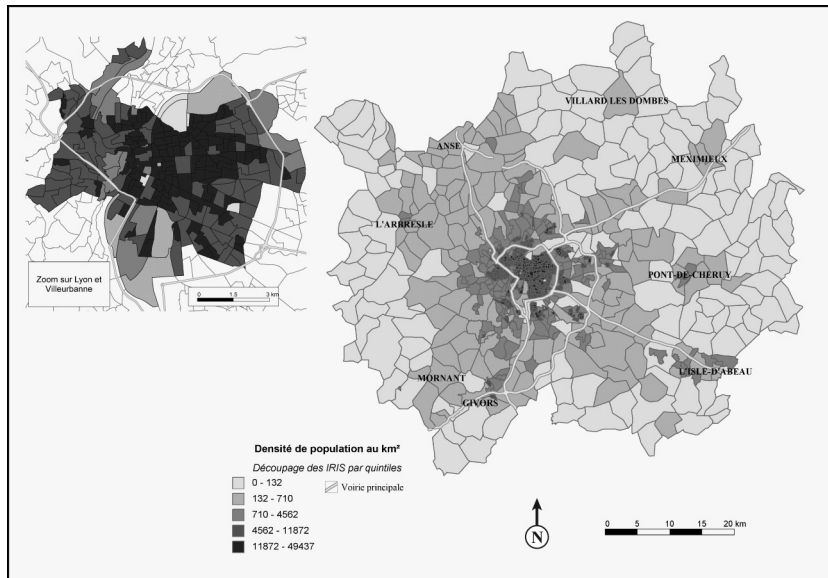 VILLARD LES DOMBES
ANSE
MEXIMIEUX
L'ARBRESLE
PONT-DE-CHERUY
L'ISLE-D'ABEAU
MORNANT
GIVORS
Zoom sur Lyon et
Villeurbanne
0 1.5 3 km
Densité de population au km²
Découpage des IRIS par quintiles
0 - 132
Voirie principale
132 - 710
710 - 4562
4562 - 11872
11872 - 49437
N
0 5 10 15 20 km